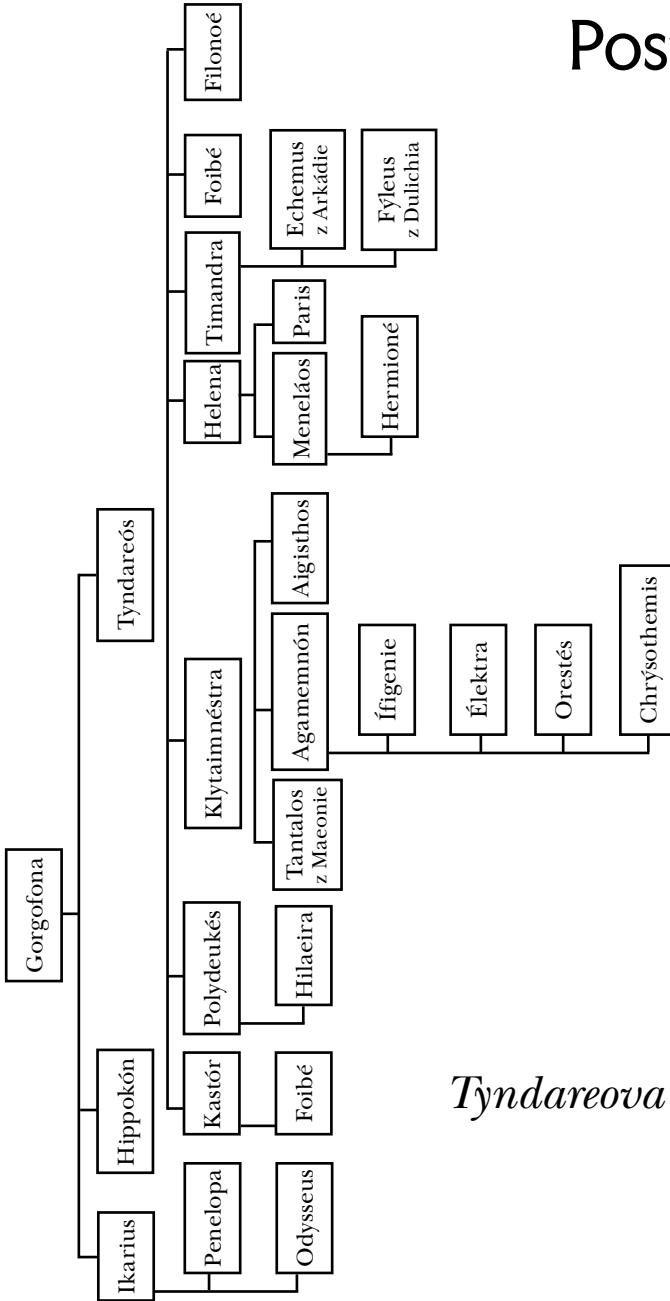 Pos
Gorgofona
Ikarius
Hippokón
Tyndareós
Penelopa
Odysseus
Kastór
Polydeukés
Klytaimnéstra
Helena
Timandra
Foibé
Filonoé
Foibé
Hilaeira
Tantalos
z Maeonie
Agamemnón
Aigisthos
Meneláos
Paris
Echemus
z Arkádie
Fýleus
z Dulichia
Ífigenie
Élektra
Orestés
Chrýsothemis
Hermioné
Tyndareova